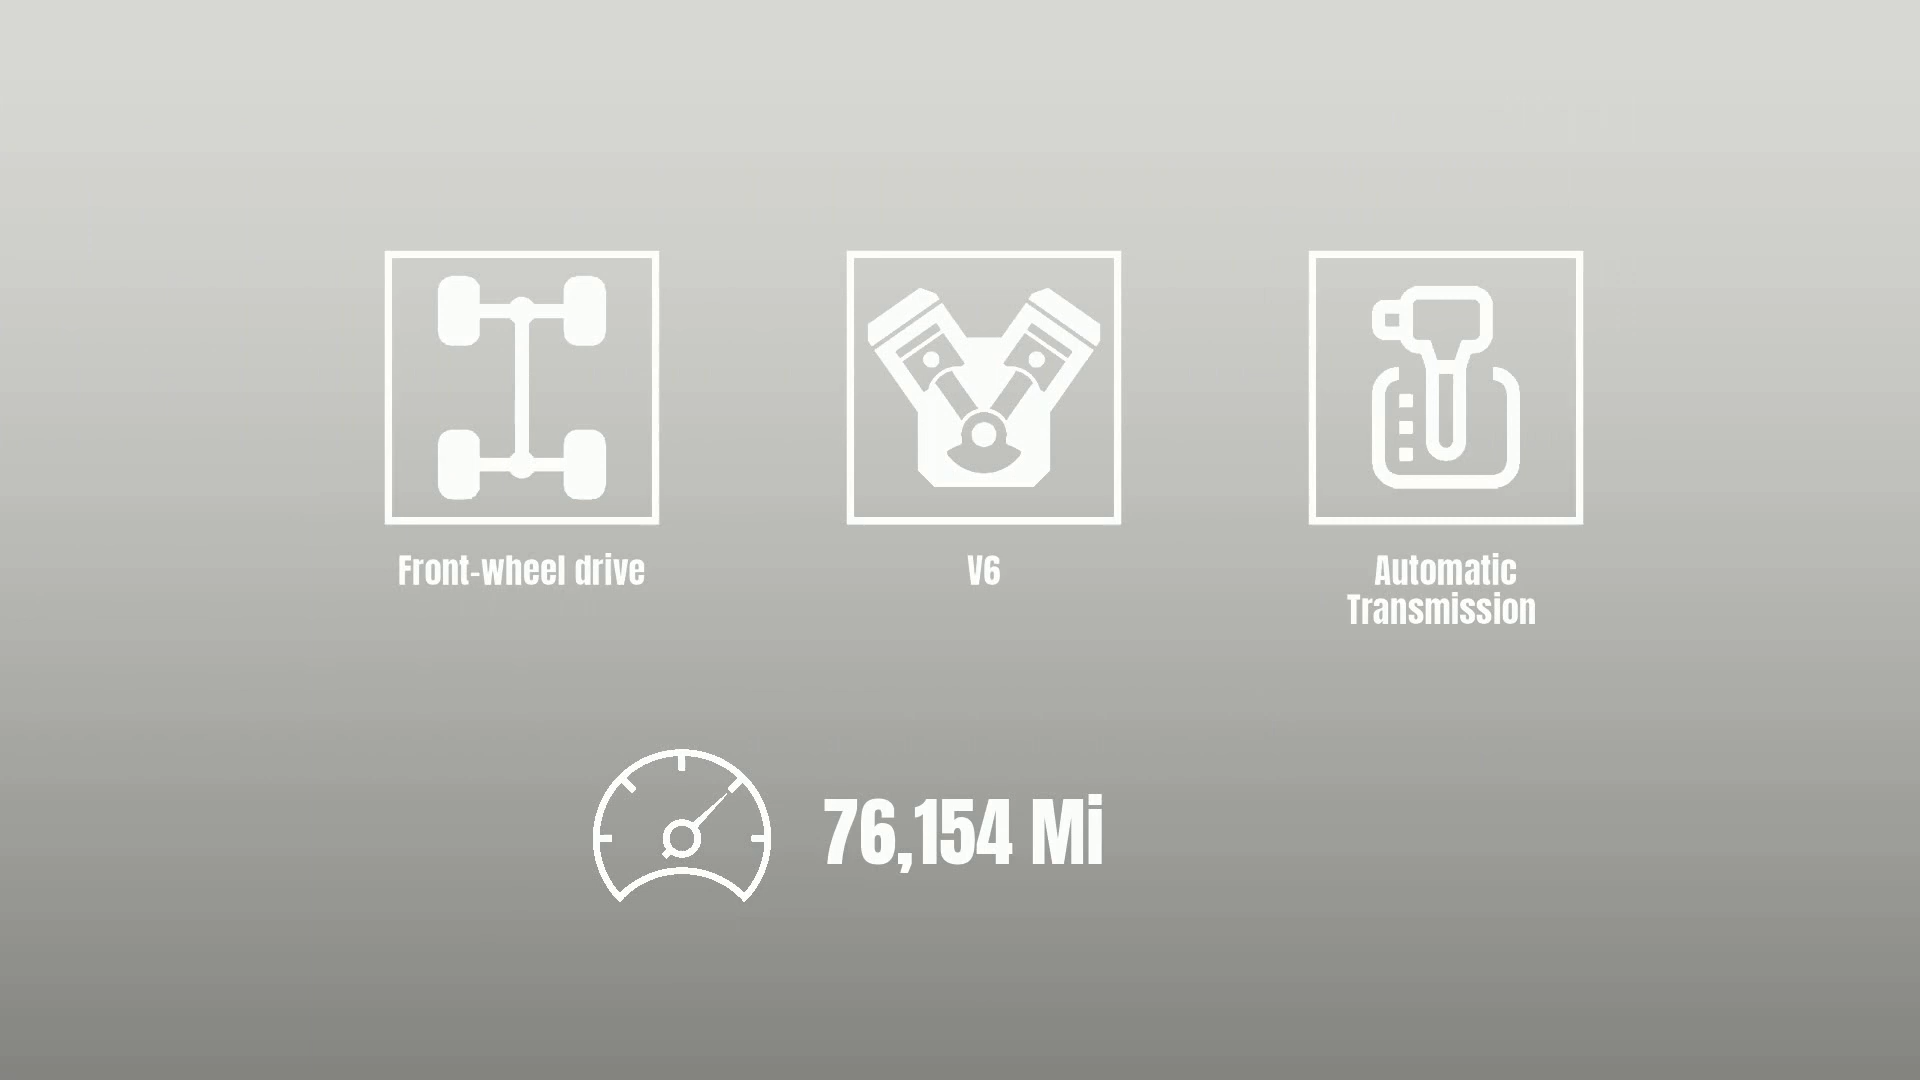 Front-wheel drive
V6
Automatic
Transmission
76,154 Mi